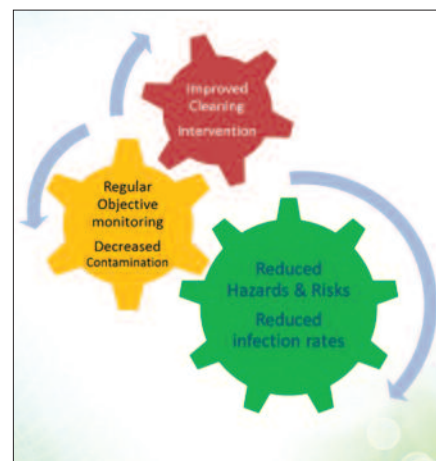 Improved
Cleaning
Intervention
Regular
Objective
monitoring
Decreased
Contamination
Reduced
Hazards & Risks
Reduced
infection rates